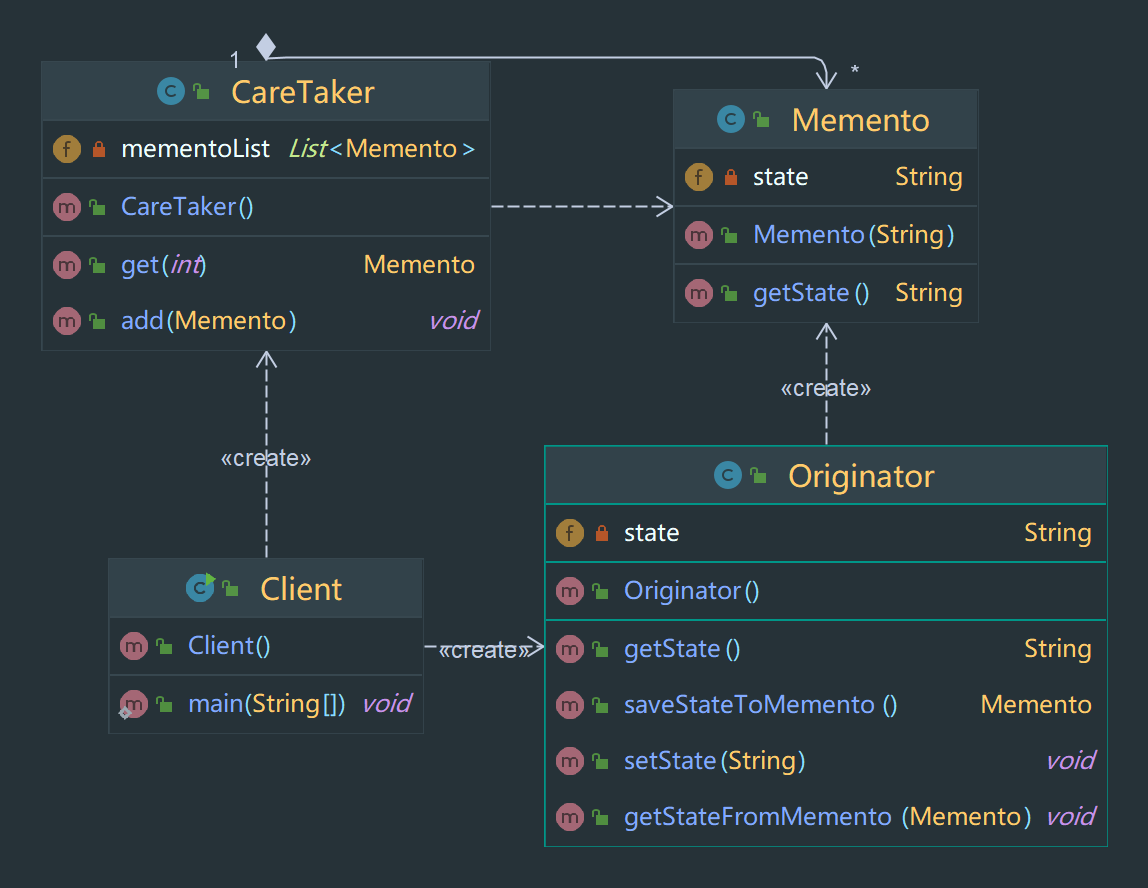 1
*
CareTaker
mementoList List<Memento>
CareTaker()
get(int) Memento
add(Memento) void
Memento
state String
Memento(String)
getState() String
«create»
«create»
Client
Client()
main(String[]) void
«create»
Originator
state String
Originator()
getState() String
saveStateToMemento() Memento
setState(String) void
getStateFromMemento(Memento) void